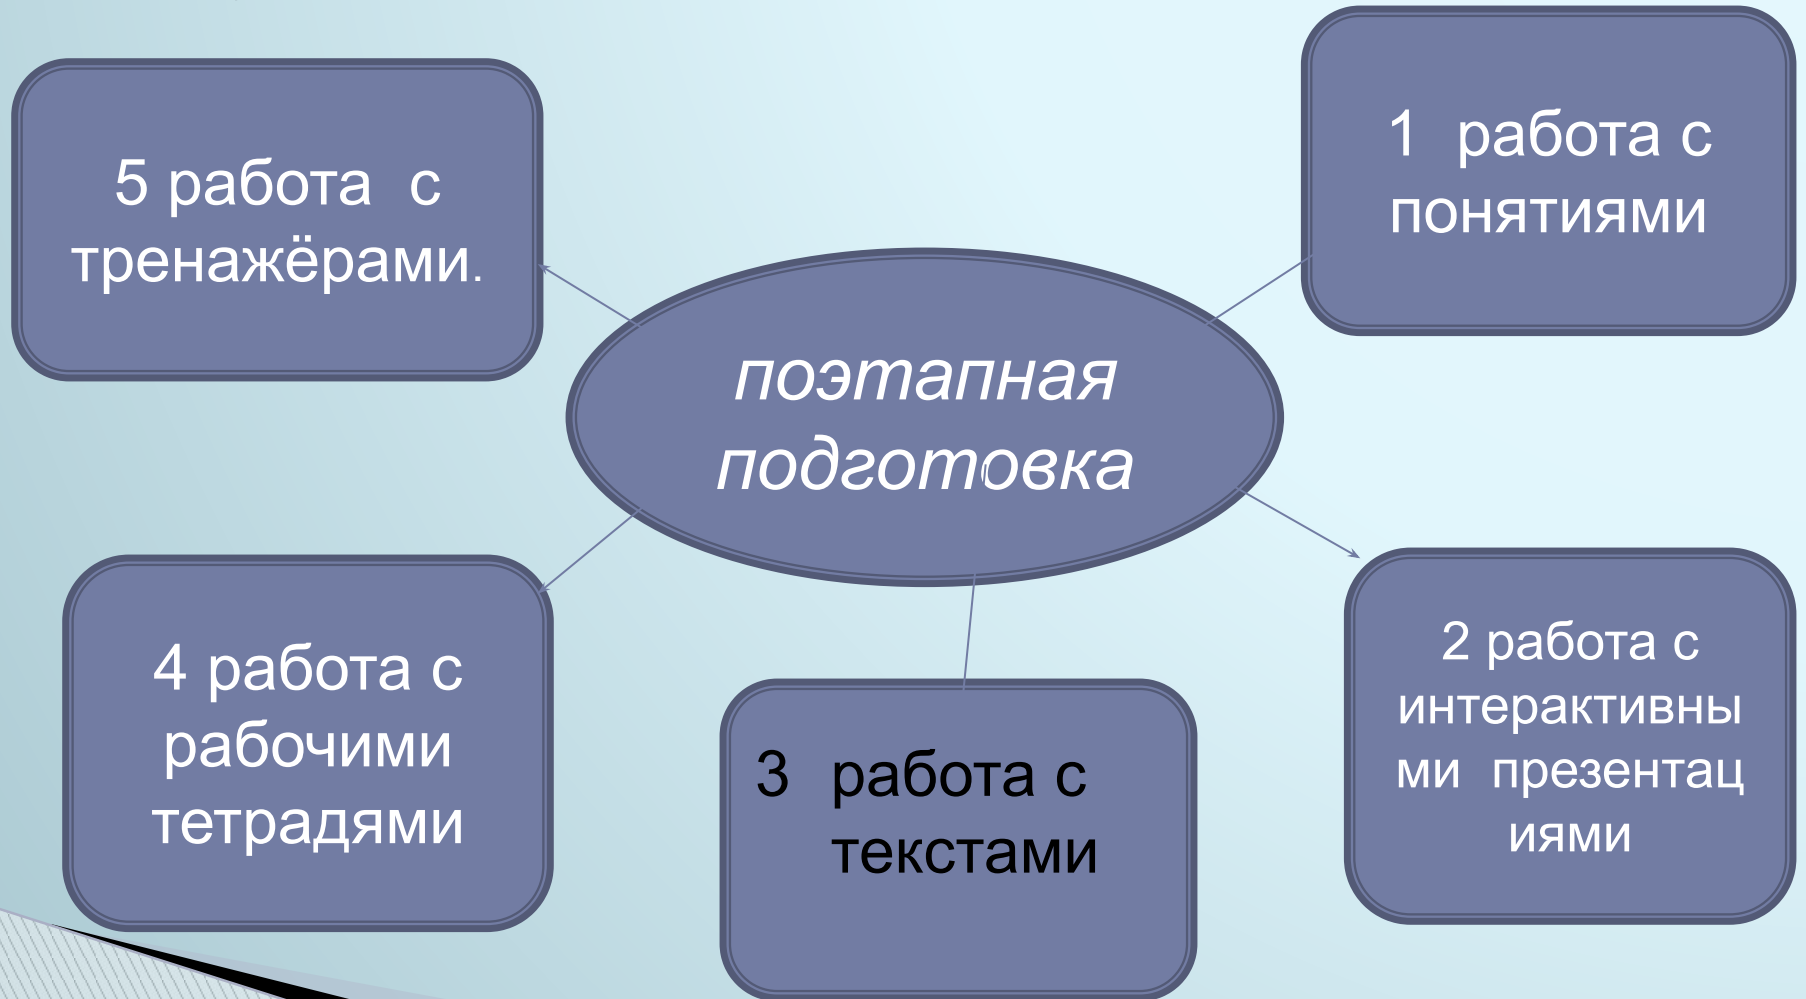 поэтапная
подготовка
1 работа с
понятиями
2 работа с
интерактивны
ми презентац
иями
3 работа с
текстами
4 работа с
рабочими
тетрадями
5 работа с
тренажёрами.